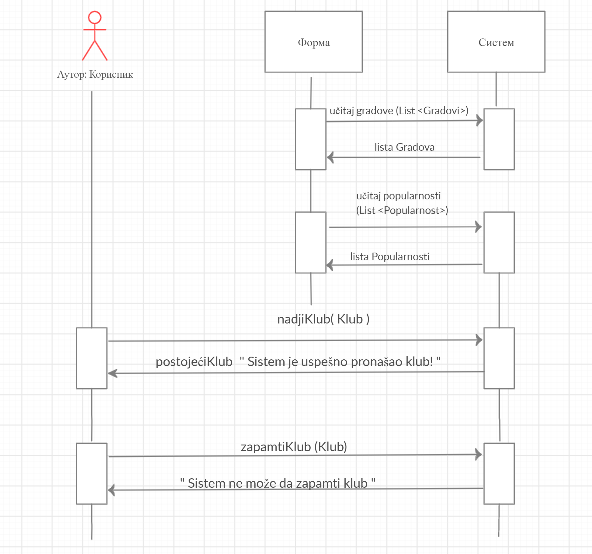 Форма
Систем
Аутор: Корисник
učitaj gradove (List <Gradovi>)
lista Gradova
učitaj popularnosti
(List <Popularnost>)
lista Popularnosti
nadjiKlub( Klub )
postojećiKlub " Sistem je uspešno pronašao klub! "
zapamtiKlub (Klub)
" Sistem ne može da zapamti klub "